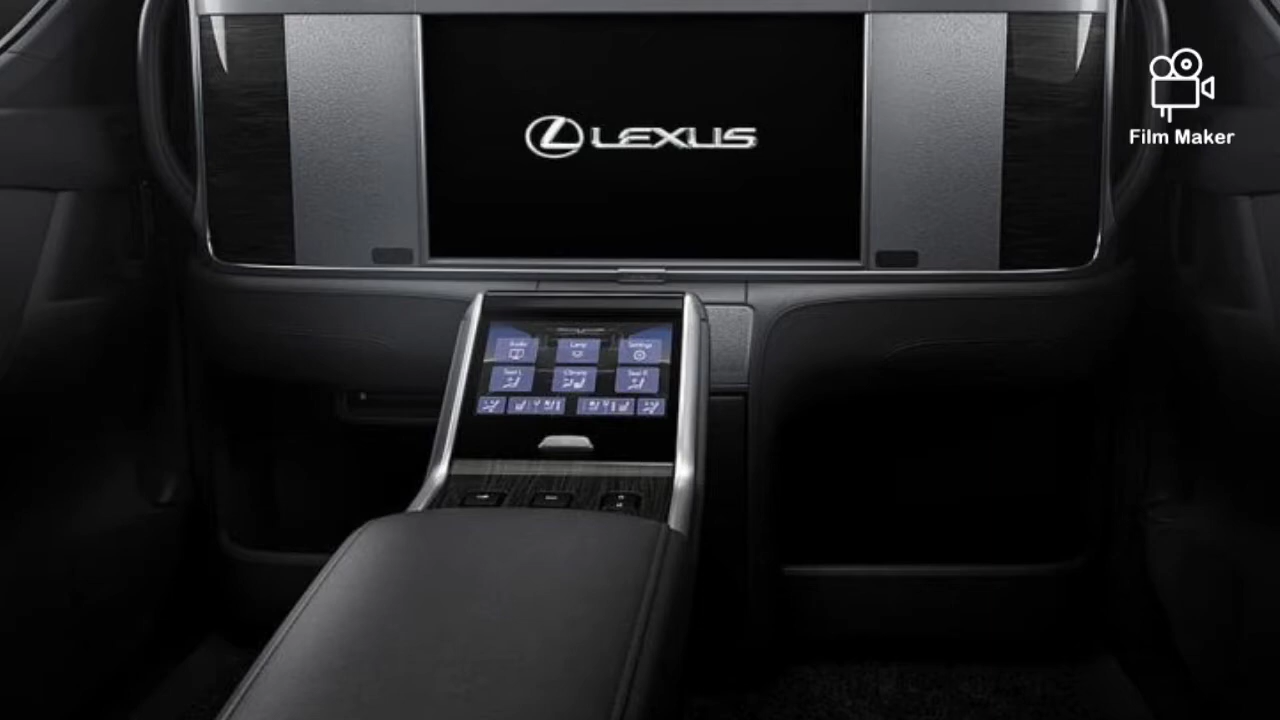 LEXUS
Film Maker
Audio
Lamp
Settings
Seat L
Climate
Seat R